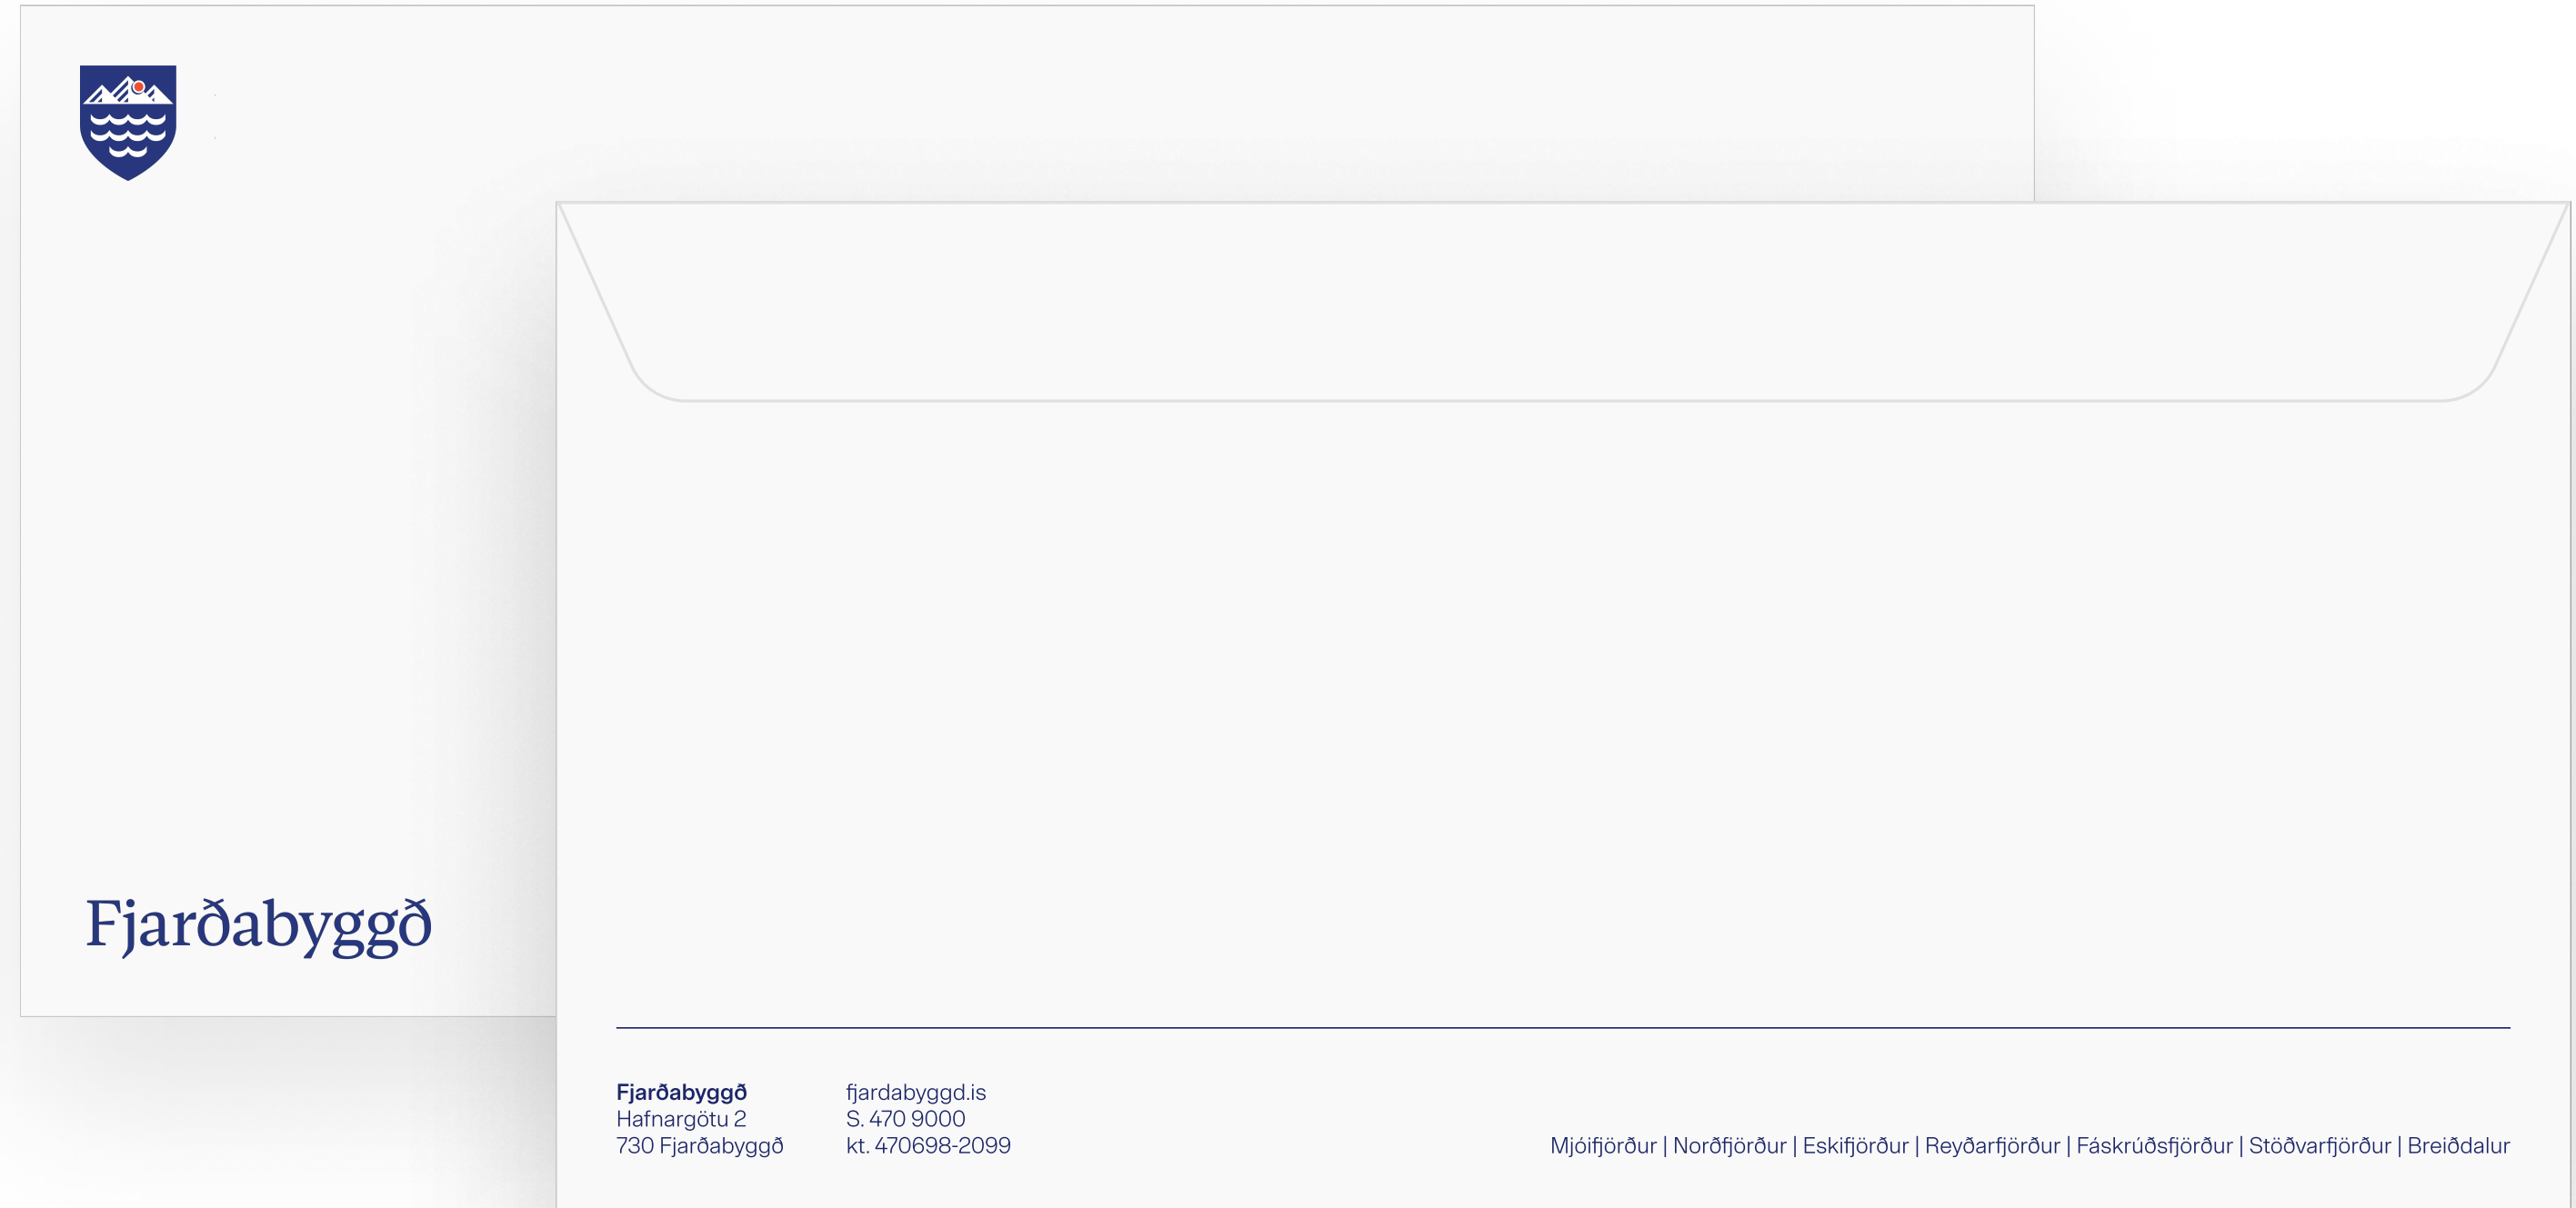 Fjarðabyggð
Fjarðabyggð
Hafnargötu 2
730 Fjarðabyggð
fjardabyggd.is
S. 470 9000
kt. 470698-2099
Mjóifjörður | Norðfjörður | Eskifjörður | Reyðarfjörður | Fáskrúðsfjörður | Stöðvarfjörður | Breiðdalur